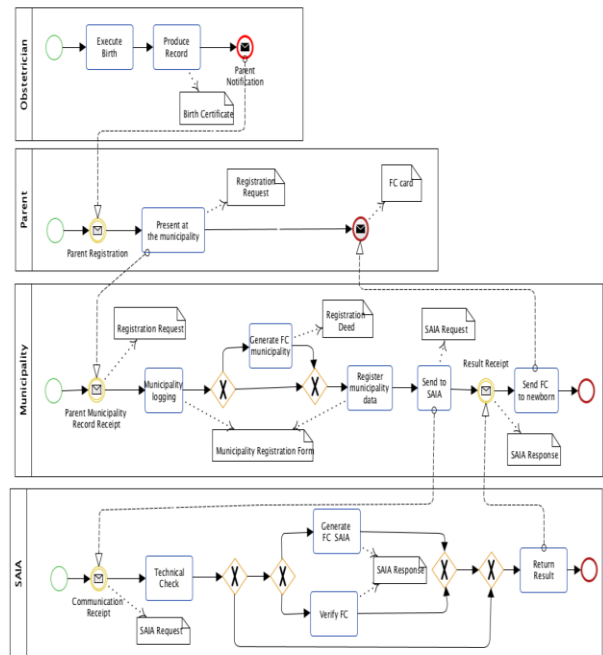 Obstetrician
Execute
Birth
Produce
Record
Parent
Notification
Birth Certificate
Parent
Parent Registration
Present at
the municipality
Registration
Request
FC card
Municipality
Parent Municipality
Record Receipt
Registration Request
Municipality
logging
Generate FC
municipality
Registration
Deed
Municipality Registration Form
Register
municipality
data
Send to
SAIA
SAIA Request
Result Receipt
Send FC
to newborn
SAIA Response
SAIA
Communication
Receipt
SAIA Request
Technical
Check
X
X
Generate
FC SAIA
Verify FC
SAIA Response
X
X
Return
Result